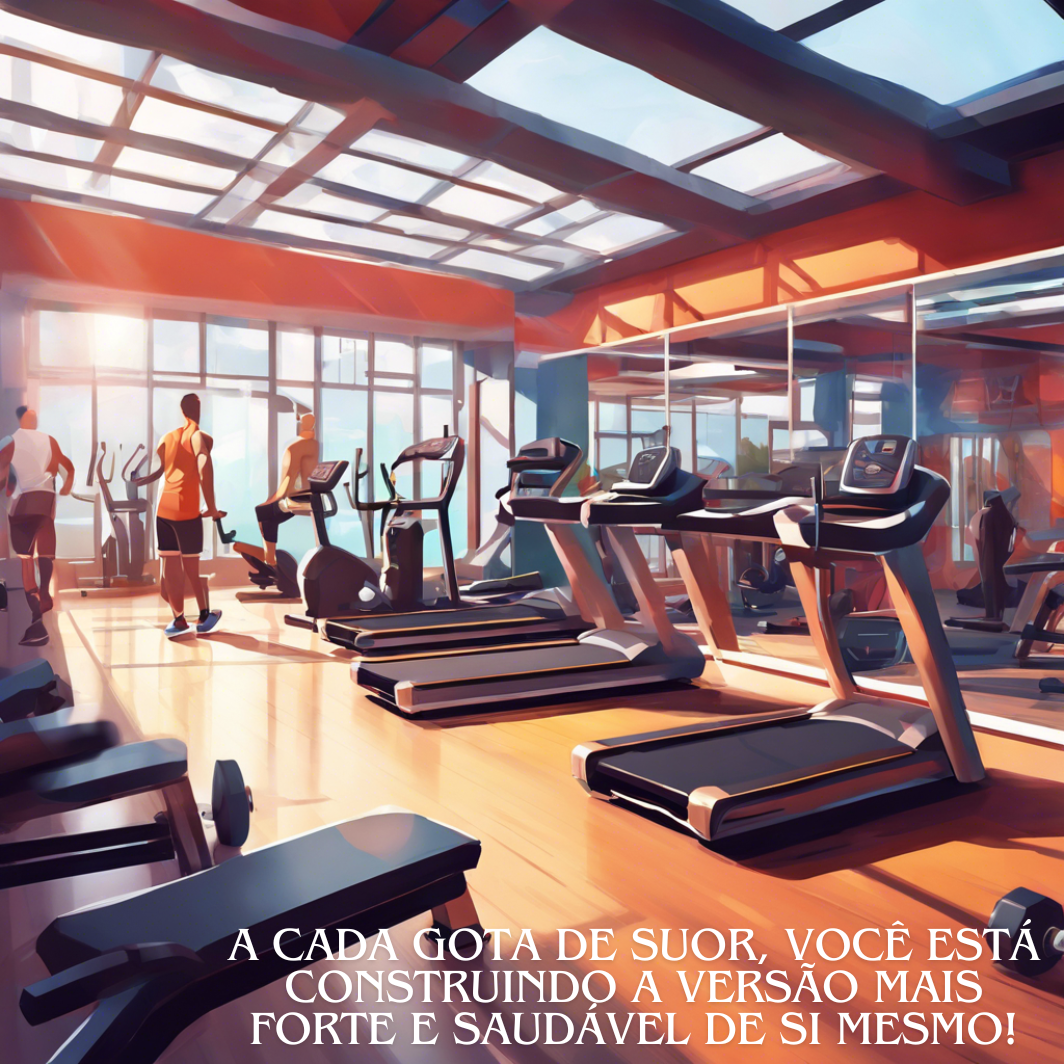 A CADA GOTA DE SUOR, VOCÊ ESTÁ
CONSTRUINDO A VERSÃO MAIS
FORTE E SAUDÁVEL DE SI MESMO!